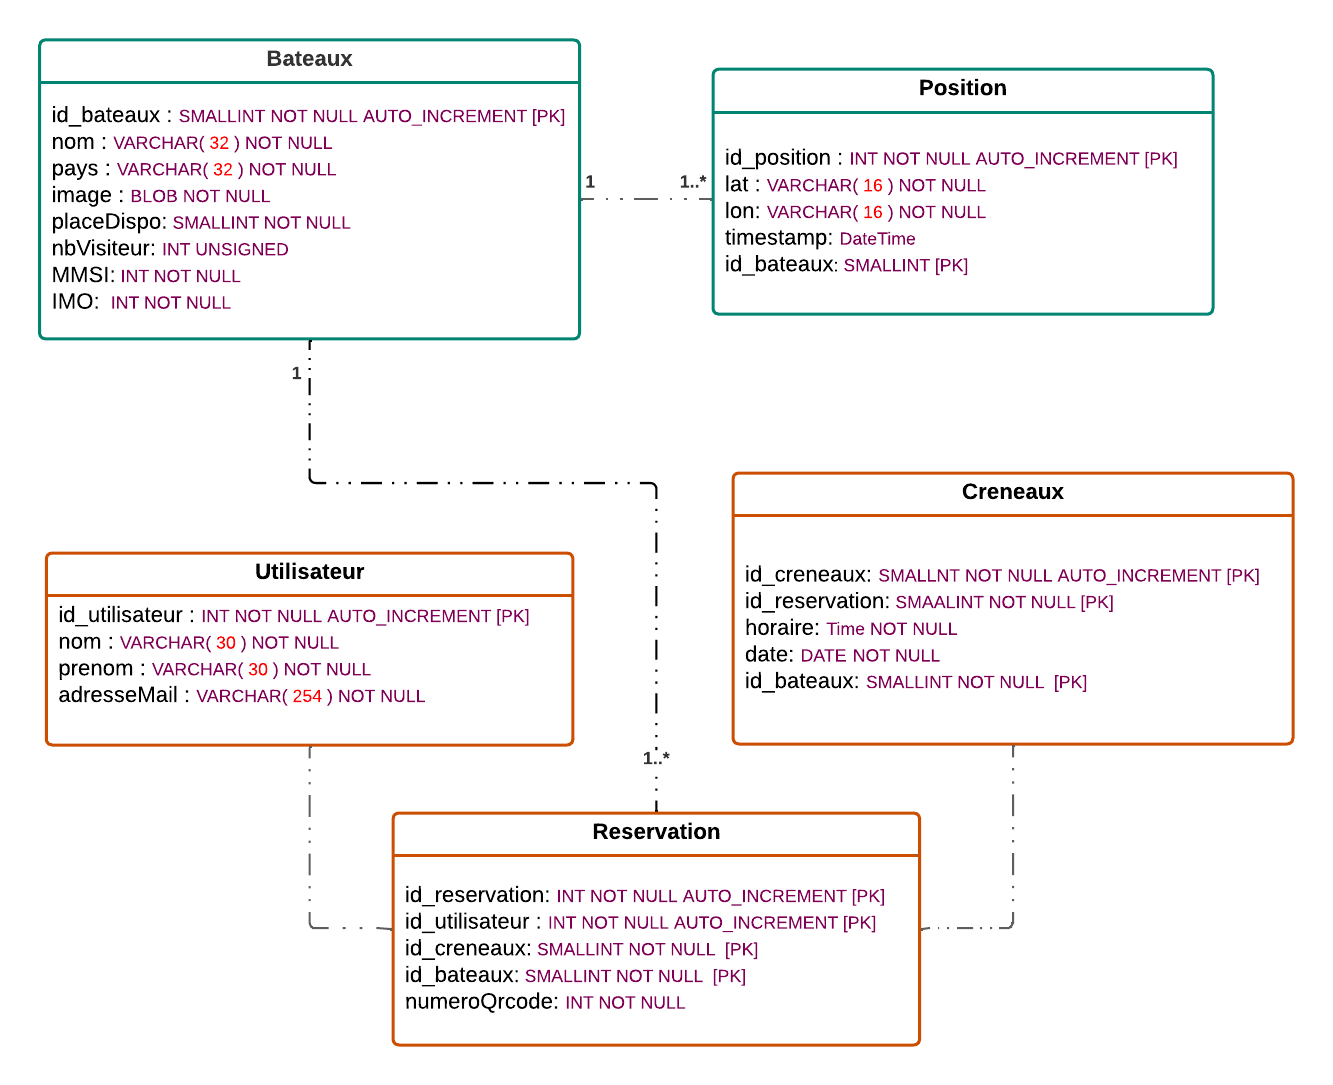 Bateaux
id_bateaux : SMALLINT NOT NULL AUTO_INCREMENT [PK]
nom : VARCHAR( 32 ) NOT NULL
pays : VARCHAR( 32 ) NOT NULL
image : BLOB NOT NULL
placeDispo: SMALLINT NOT NULL
nbVisiteur: INT UNSIGNED
MMSI: INT NOT NULL
IMO: INT NOT NULL
Position
id_position : INT NOT NULL AUTO_INCREMENT [PK]
lat : VARCHAR( 16 ) NOT NULL
lon: VARCHAR( 16 ) NOT NULL
timestamp: DateTime
id_bateaux: SMALLINT [PK]
1
1..*
1
Creneaux
id_creneaux: SMALLNT NOT NULL AUTO_INCREMENT [PK]
id_reservation: SMAALINT NOT NULL [PK]
horaire: Time NOT NULL
date: DATE NOT NULL
id_bateaux: SMALLINT NOT NULL [PK]
Utilisateur
id_utilisateur : INT NOT NULL AUTO_INCREMENT [PK]
nom : VARCHAR( 30 ) NOT NULL
prenom : VARCHAR( 30 ) NOT NULL
adresseMail : VARCHAR( 254 ) NOT NULL
1..*
Reservation
id_reservation: INT NOT NULL AUTO_INCREMENT [PK]
id_utilisateur : INT NOT NULL AUTO_INCREMENT [PK]
id_creneaux: SMALLINT NOT NULL [PK]
id_bateaux: SMALLINT NOT NULL [PK]
numeroQrcode: INT NOT NULL